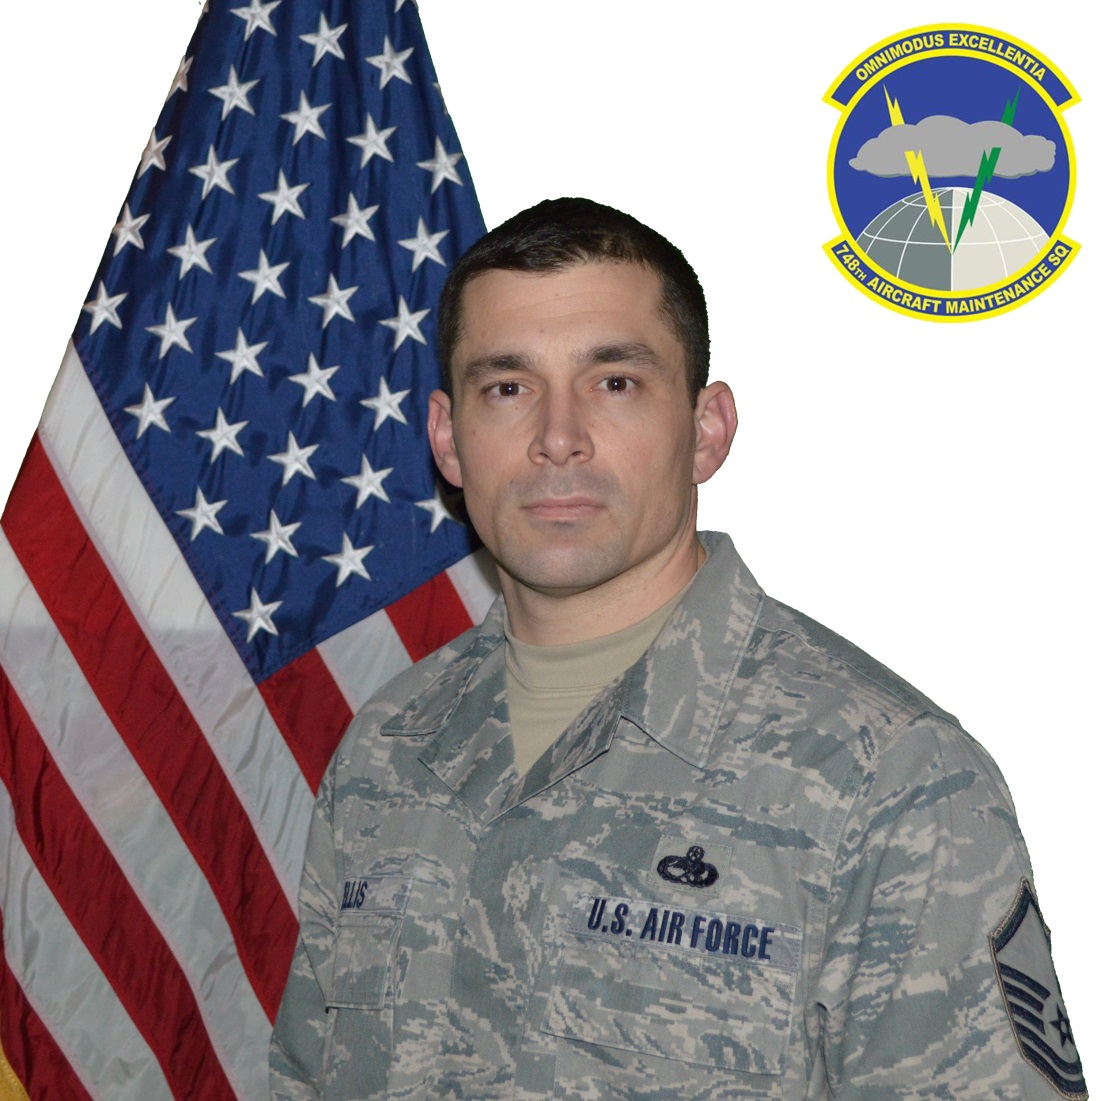 OMNIMODUS EXCELLENTIA
748TH AIRCRAFT MAINTENANCE SQ
U.S. AIR FORCE